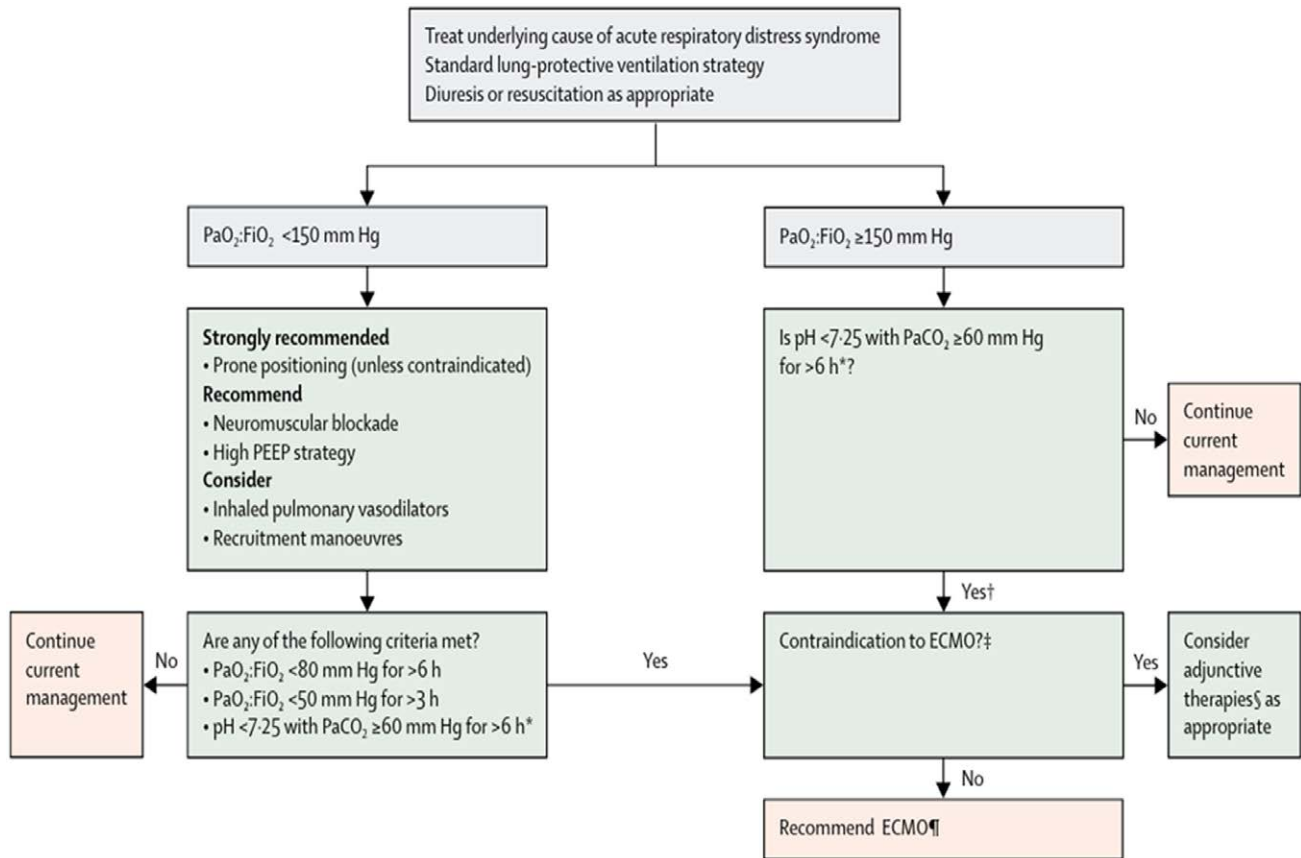 Treat underlying cause of acute respiratory distress syndrome
Standard lung-protective ventilation strategy
Diuresis or resuscitation as appropriate
PaO₂:FiO₂ <150 mm Hg
PaO₂:FiO₂ ≥150 mm Hg
Strongly recommended
• Prone positioning (unless contraindicated)
Recommend
• Neuromuscular blockade
• High PEEP strategy
Consider
• Inhaled pulmonary vasodilators
• Recruitment manoeuvres
Is pH <7·25 with PaCO₂ ≥60 mm Hg
for >6 h*?
No
Continue
current
management
Yes†
Continue
current
management
No
Are any of the following criteria met?
• PaO₂:FiO₂ <80 mm Hg for >6 h
• PaO₂:FiO₂ <50 mm Hg for >3 h
• pH <7·25 with PaCO₂ ≥60 mm Hg for >6 h*
Yes
Contraindication to ECMO?‡
Yes
Consider
adjunctive
therapies§ as
appropriate
No
Recommend ECMO¶